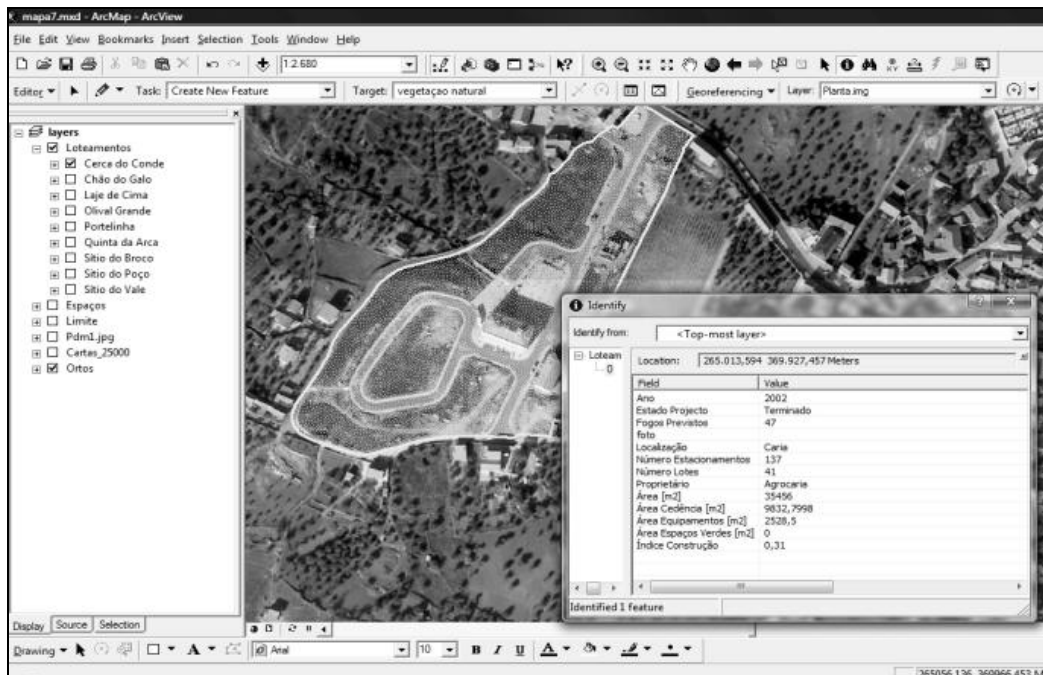 mapa7.mxd - ArcMap - ArcView
File Edit View Bookmarks Insert Selection Tools Window Help
1:2.680
Editor Task: Create New Feature Target: vegetaçao natural Georeferencing Layer: Planta.img
layers
Loteamentos
Cerca do Conde
Chão do Galo
Laje de Cima
Olival Grande
Portelinha
Quinta da Arca
Sítio do Broco
Sítio do Poço
Sítio do Vale
Espaços
Limite
Pdm1.jpg
Cartas_25000
Ortos
Identify
Identify from: <Top-most layer>
Loteam
0
Location: 265.013,594 369.927,457 Meters
Field Value
Ano 2002
Estado Projecto Terminado
Fogos Previstos 47
foto
Localização Caria
Número Estacionamentos 137
Número Lotes 41
Proprietário Agrocaria
Área [m2] 35456
Área Cedência [m2] 9832,7998
Área Equipamentos [m2] 2528,5
Área Espaços Verdes [m2] 0
Índice Construção 0,31
Identified 1 feature
Display Source Selection
Drawing A Arial 10 B I U A